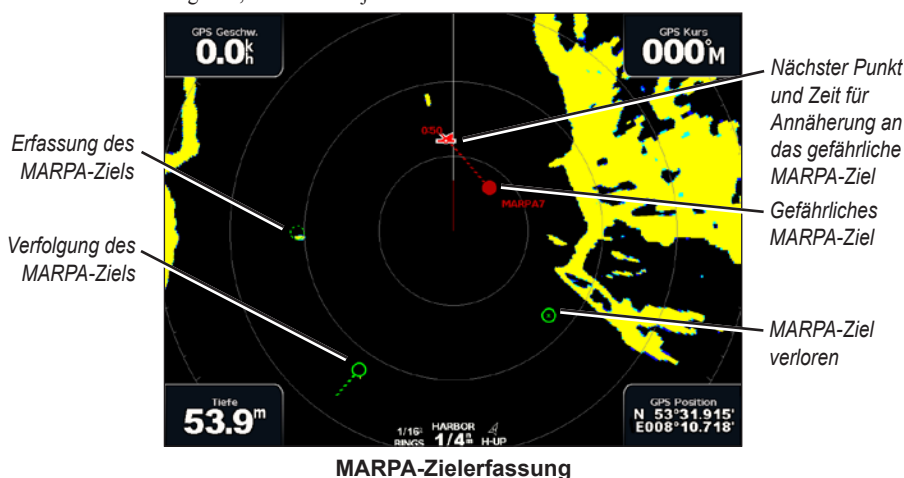 GPS Geschw.
0.0 k/h
GPS Kurs
000°M
Nächster Punkt
und Zeit für
Annäherung an
das gefährliche
MARPA-Ziel
Erfassung des
MARPA-Ziels
MARPA7
Gefährliches
MARPA-Ziel
Verfolgung des
MARPA-Ziels
MARPA-Ziel
verloren
Tiefe
53.9m
1/16
RINGS
HARBOR
1/4
H-UP
GPS Position
N 53°31.915'
E008°10.718'
MARPA-Zielerfassung